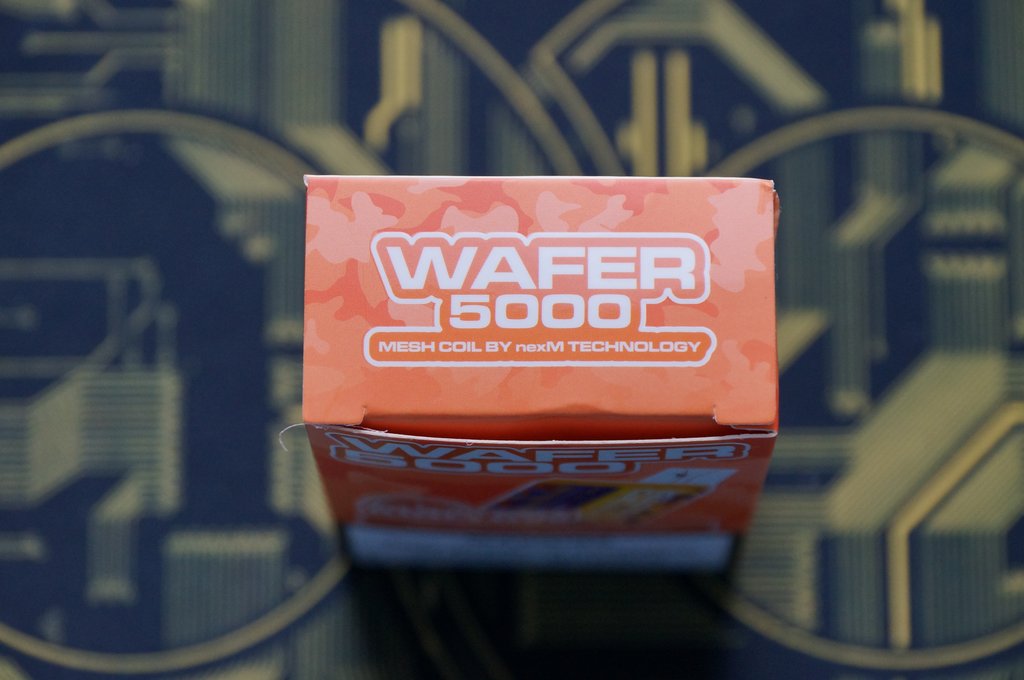 WAFER
5000
MESH COIL BY nexM TECHNOLOGY
WAFER
5000